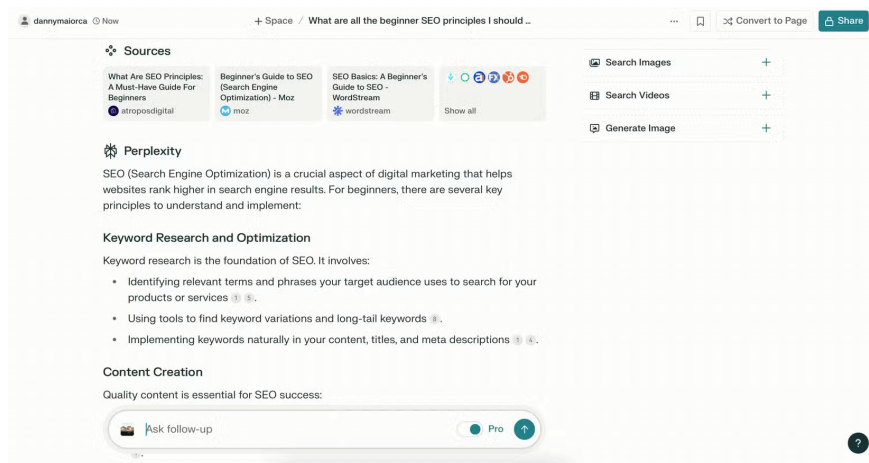 dannymaiorca Now
+ Space / What are all the beginner SEO principles I should ...
Convert to Page
Share
Sources
What Are SEO Principles:
A Must-Have Guide For
Beginners
atroposdigital
Beginner's Guide to SEO
(Search Engine
Optimization) - Moz
moz
SEO Basics: A Beginner's
Guide to SEO -
WordStream
wordstream
Show all
Search Images
Search Videos
Generate Image
Perplexity
SEO (Search Engine Optimization) is a crucial aspect of digital marketing that helps
websites rank higher in search engine results. For beginners, there are several key
principles to understand and implement:
Keyword Research and Optimization
Keyword research is the foundation of SEO. It involves:
• Identifying relevant terms and phrases your target audience uses to search for your
products or services 1 5.
• Using tools to find keyword variations and long-tail keywords 8.
• Implementing keywords naturally in your content, titles, and meta descriptions 1 4.
Content Creation
Quality content is essential for SEO success:
Ask follow-up
Pro
?